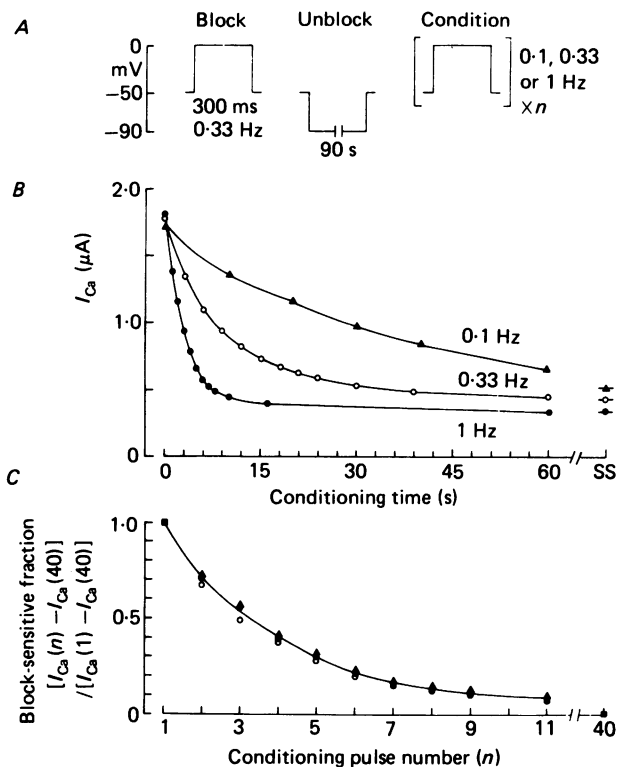 A
Block
Unblock
Condition
0
mV
−50
−90
300 ms
0·33 Hz
90 s
0·1, 0·33
or 1 Hz
×n
B
2·0
1·0
0
I_Ca (μA)
0·1 Hz
0·33 Hz
1 Hz
0 15 30 45 60 SS
Conditioning time (s)
C
1·0
0·5
0
Block-sensitive fraction
[I_Ca(n) −I_Ca(40)]
/[I_Ca(1) −I_Ca(40)]
1 3 5 7 9 11 40
Conditioning pulse number (n)